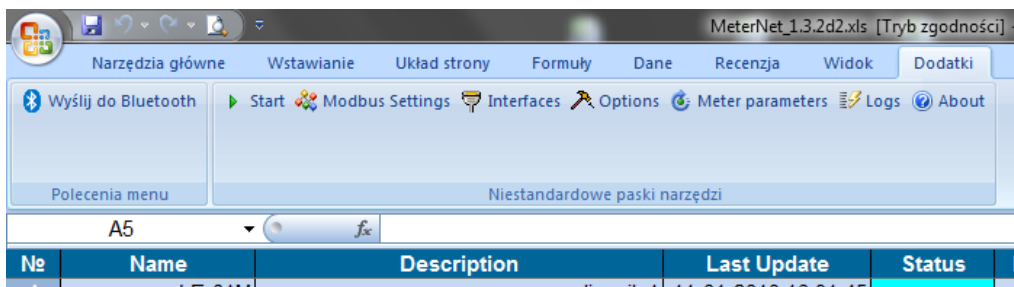 MeterNet_1.3.2d2.xls [Tryb zgodności] -
Narzędzia główne Wstawianie Układ strony Formuły Dane Recenzja Widok Dodatki
Wyślij do Bluetooth Start Modbus Settings Interfaces Options Meter parameters Logs About
Polecenia menu Niestandardowe paski narzędzi
A5 fx
№ Name Description Last Update Status